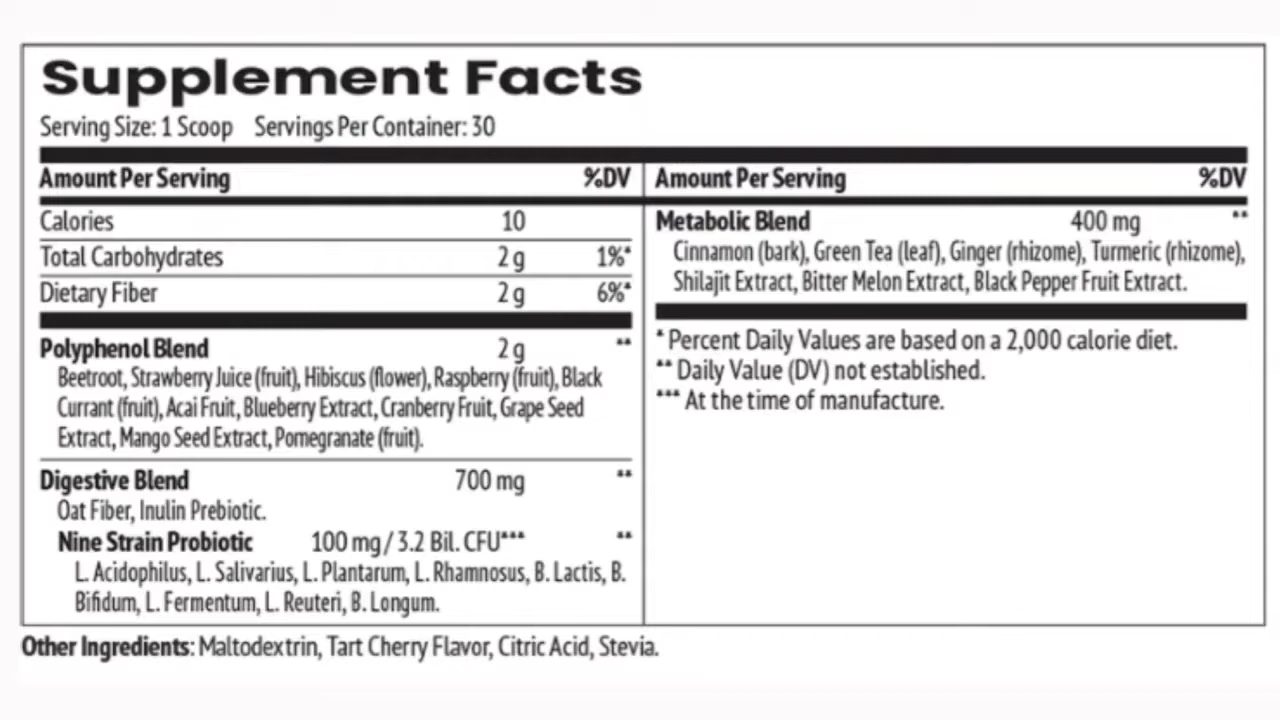 Supplement Facts
Serving Size: 1 Scoop Servings Per Container: 30
Amount Per Serving %DV
Calories 10
Total Carbohydrates 2 g 1%*
Dietary Fiber 2 g 6%*
Polyphenol Blend 2 g **
Beetroot, Strawberry Juice (fruit), Hibiscus (flower), Raspberry (fruit), Black
Currant (fruit), Acai Fruit, Blueberry Extract, Cranberry Fruit, Grape Seed
Extract, Mango Seed Extract, Pomegranate (fruit).
Digestive Blend 700 mg **
Oat Fiber, Inulin Prebiotic.
Nine Strain Probiotic 100 mg / 3.2 Bil. CFU*** **
L. Acidophilus, L. Salivarius, L. Plantarum, L. Rhamnosus, B. Lactis, B.
Bifidum, L. Fermentum, L. Reuteri, B. Longum.
Amount Per Serving %DV
Metabolic Blend 400 mg **
Cinnamon (bark), Green Tea (leaf), Ginger (rhizome), Turmeric (rhizome),
Shilajit Extract, Bitter Melon Extract, Black Pepper Fruit Extract.
* Percent Daily Values are based on a 2,000 calorie diet.
** Daily Value (DV) not established.
*** At the time of manufacture.
Other Ingredients: Maltodextrin, Tart Cherry Flavor, Citric Acid, Stevia.